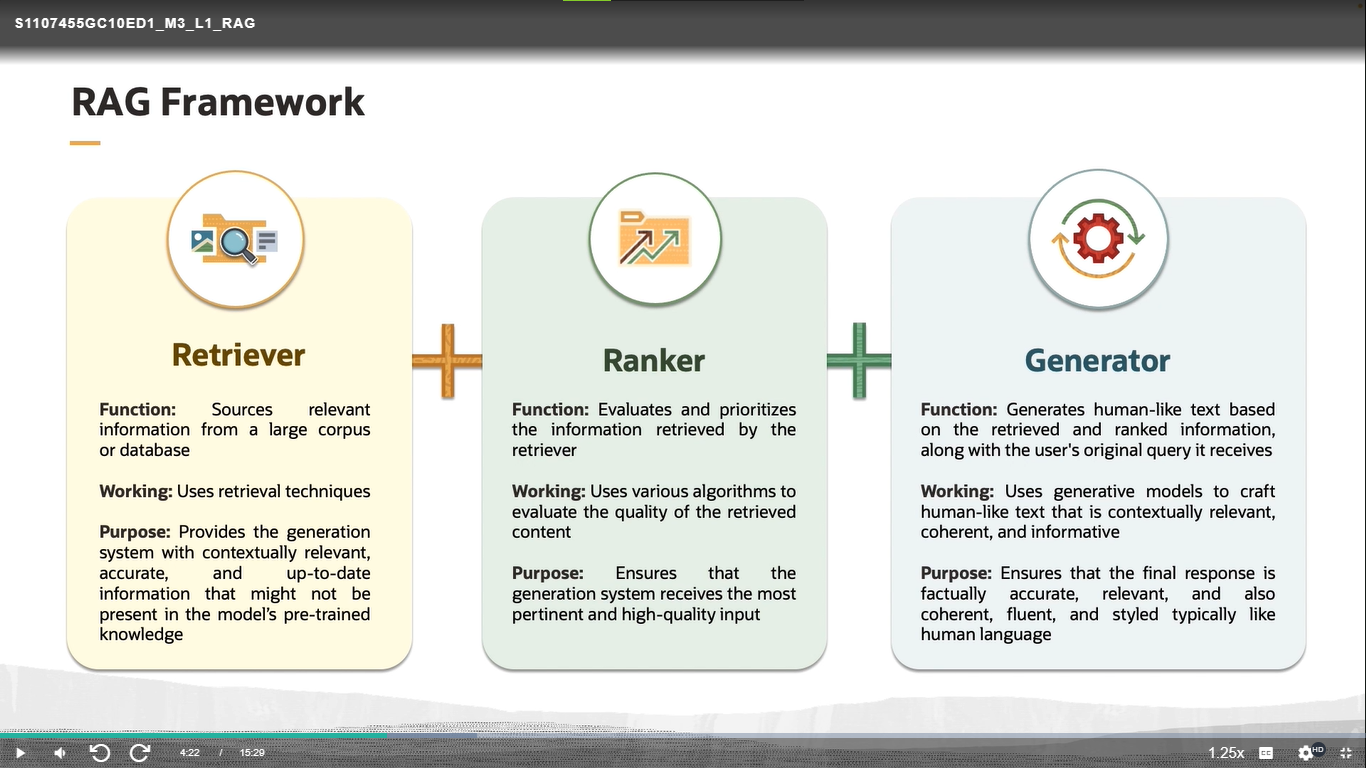 S1107455GC10ED1_M3_L1_RAG
RAG Framework
Retriever
Function: Sources relevant
information from a large corpus
or database
Working: Uses retrieval techniques
Purpose: Provides the generation
system with contextually relevant,
accurate, and up-to-date
information that might not be
present in the model’s pre-trained
knowledge
Ranker
Function: Evaluates and prioritizes
the information retrieved by the
retriever
Working: Uses various algorithms to
evaluate the quality of the retrieved
content
Purpose: Ensures that the
generation system receives the most
pertinent and high-quality input
Generator
Function: Generates human-like text based
on the retrieved and ranked information,
along with the user's original query it receives
Working: Uses generative models to craft
human-like text that is contextually relevant,
coherent, and informative
Purpose: Ensures that the final response is
factually accurate, relevant, and also
coherent, fluent, and styled typically like
human language
4:22 / 15:29
1.25x CC HD